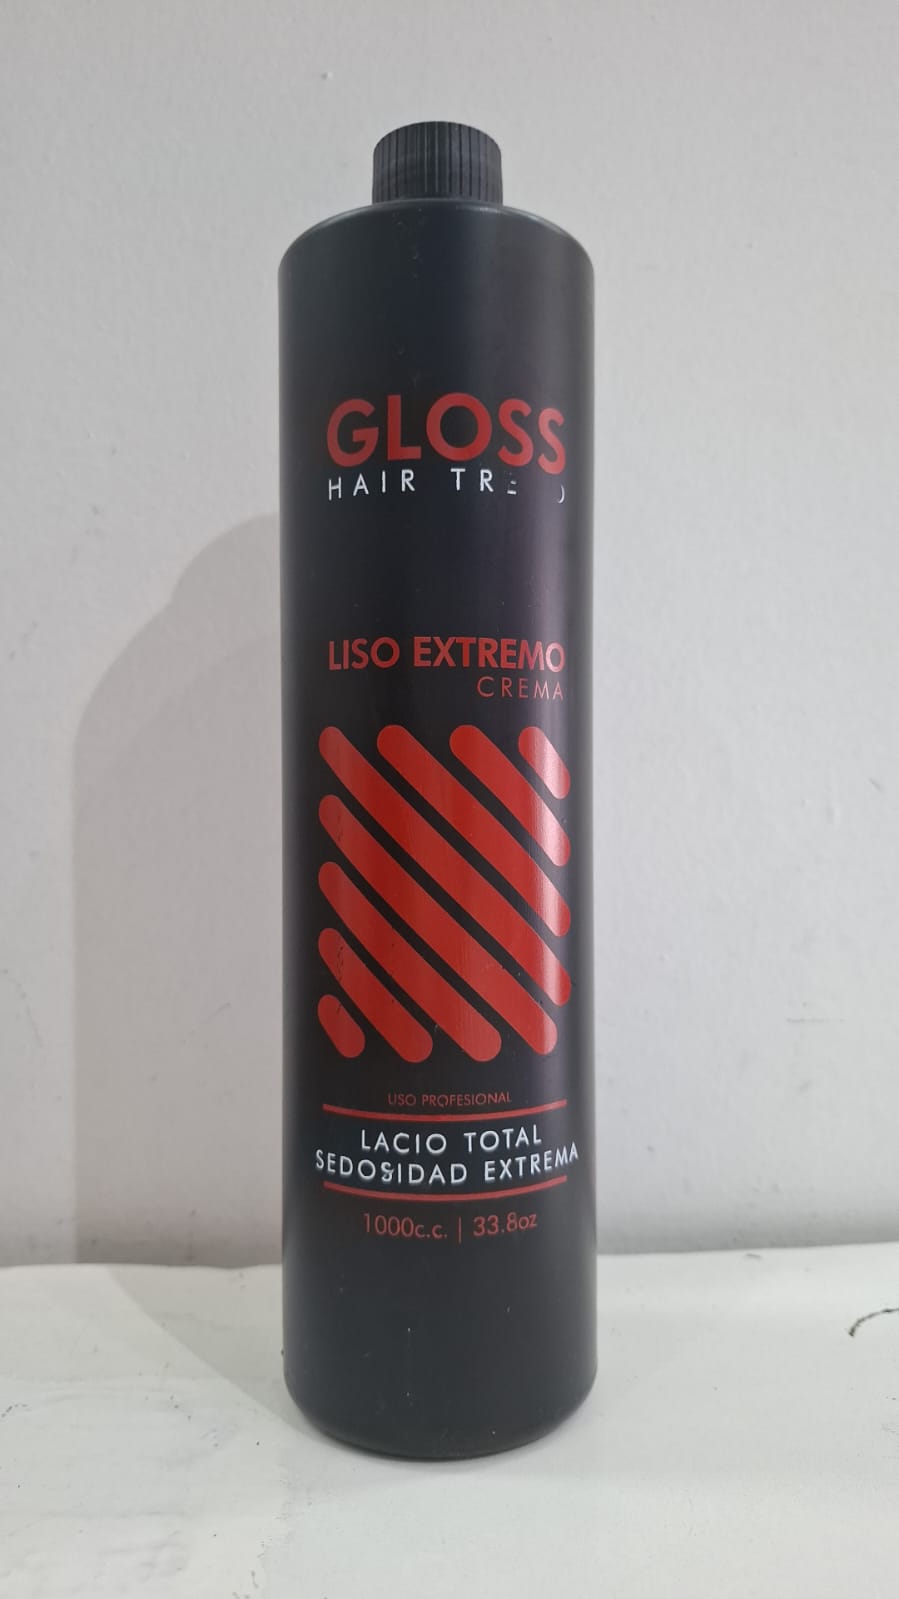 GLOSS
HAIR
LISO EXTREMO
CREMA
USO PROFESIONAL
LACIO TOTAL
SEDOSIDAD EXTREMA
1000c.c. | 33.8oz